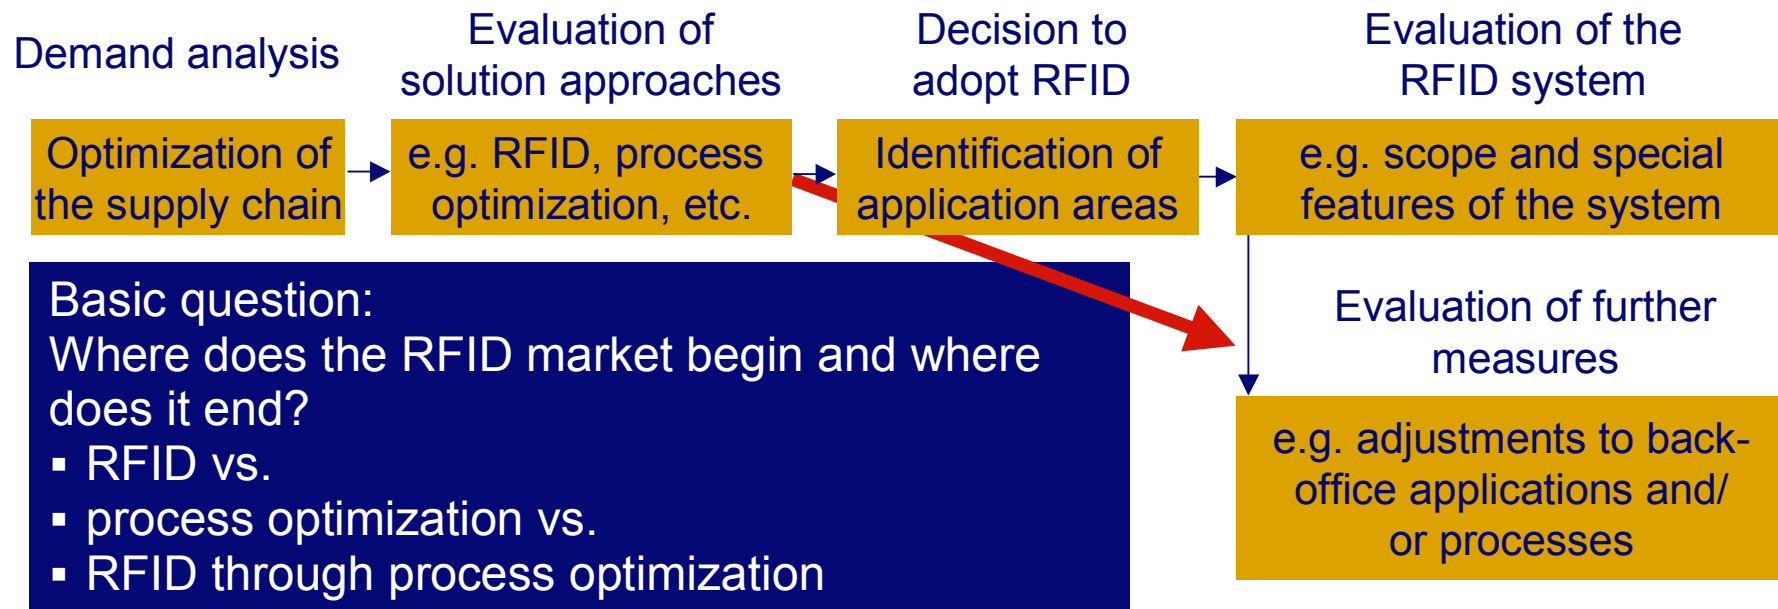 Demand analysis
Evaluation of
solution approaches
Decision to
adopt RFID
Evaluation of the
RFID system
Optimization of
the supply chain
e.g. RFID, process
optimization, etc.
Identification of
application areas
e.g. scope and special
features of the system
Basic question:
Where does the RFID market begin and where
does it end?
▪ RFID vs.
▪ process optimization vs.
▪ RFID through process optimization
Evaluation of further
measures
e.g. adjustments to back-
office applications and/
or processes